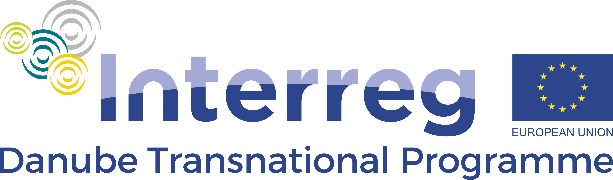 Interreg
EUROPEAN UNION
Danube Transnational Programme